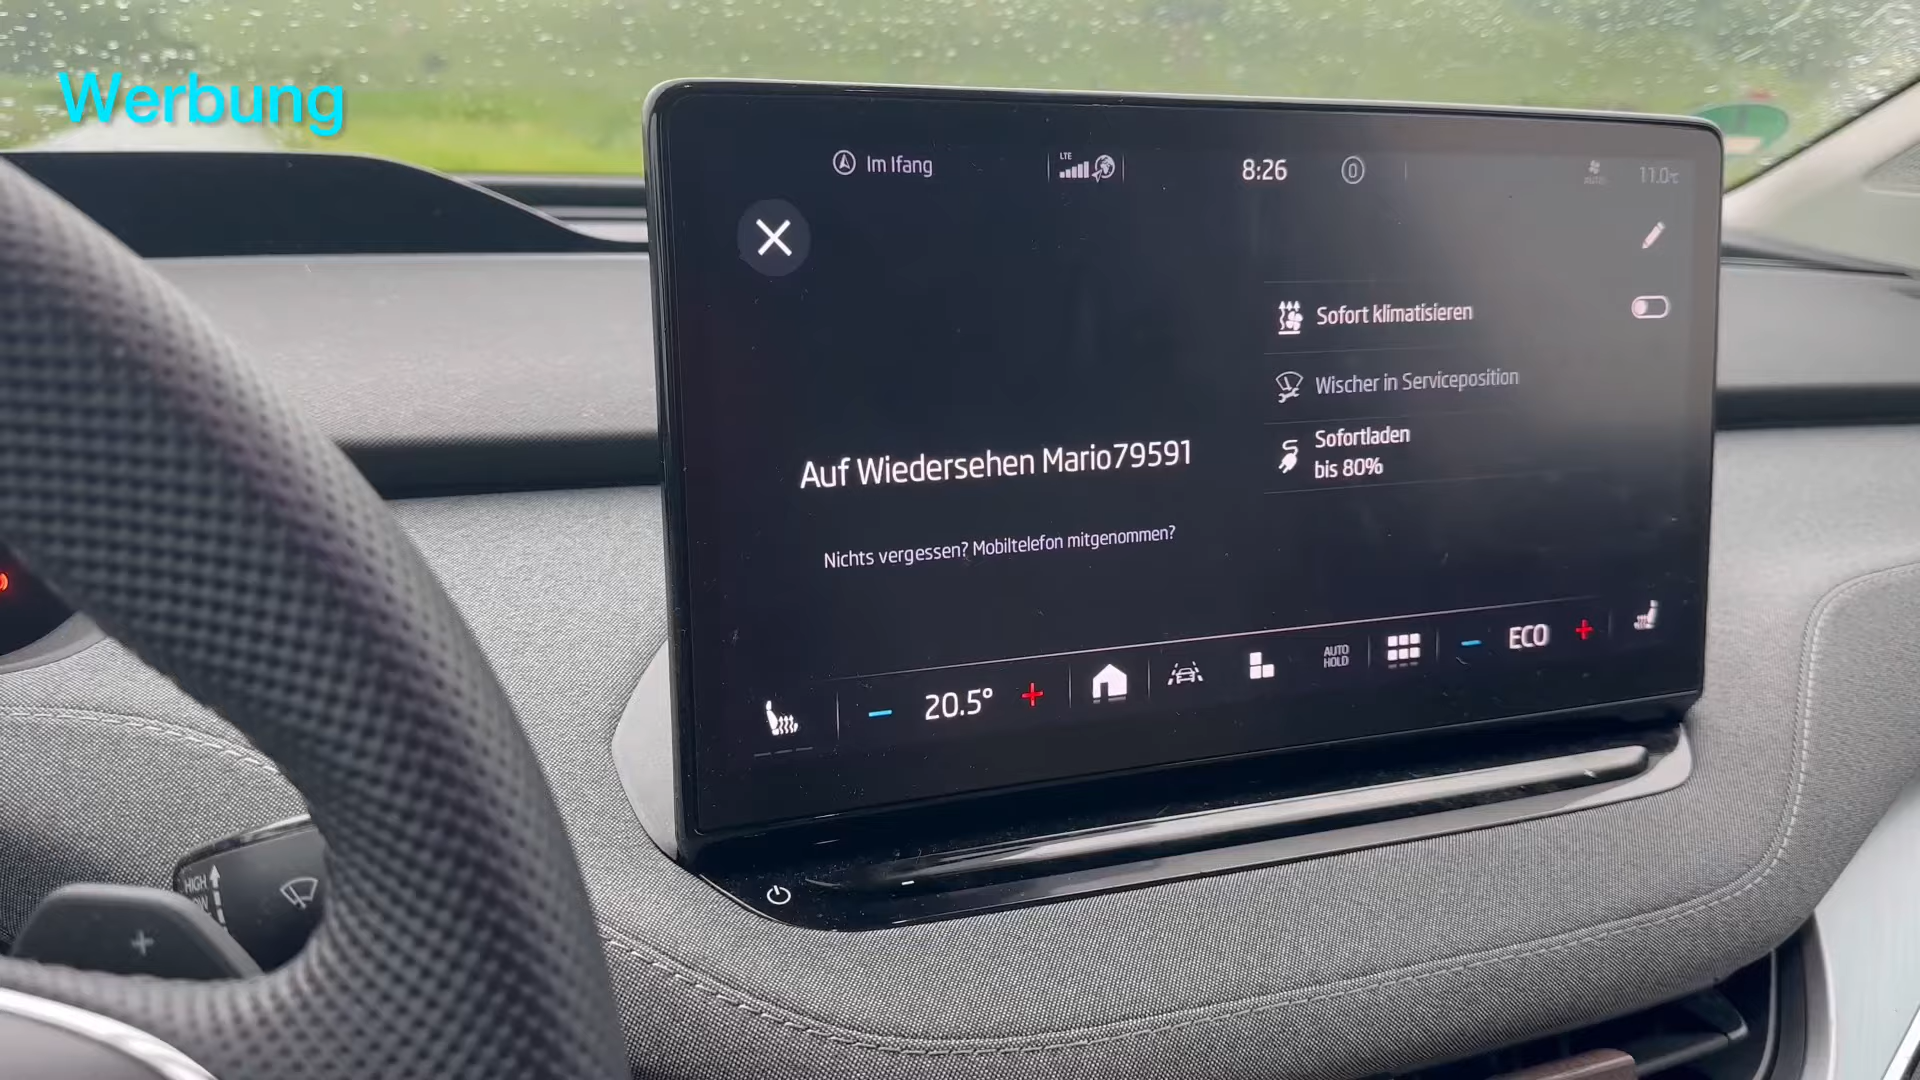 Werbung
Im Ifang
LTE
8:26
11.0°C
Sofort klimatisieren
Wischer in Serviceposition
Sofortladen
bis 80%
Auf Wiedersehen Mario79591
Nichts vergessen? Mobiltelefon mitgenommen?
20.5°
AUTO
HOLD
ECO
HIGH